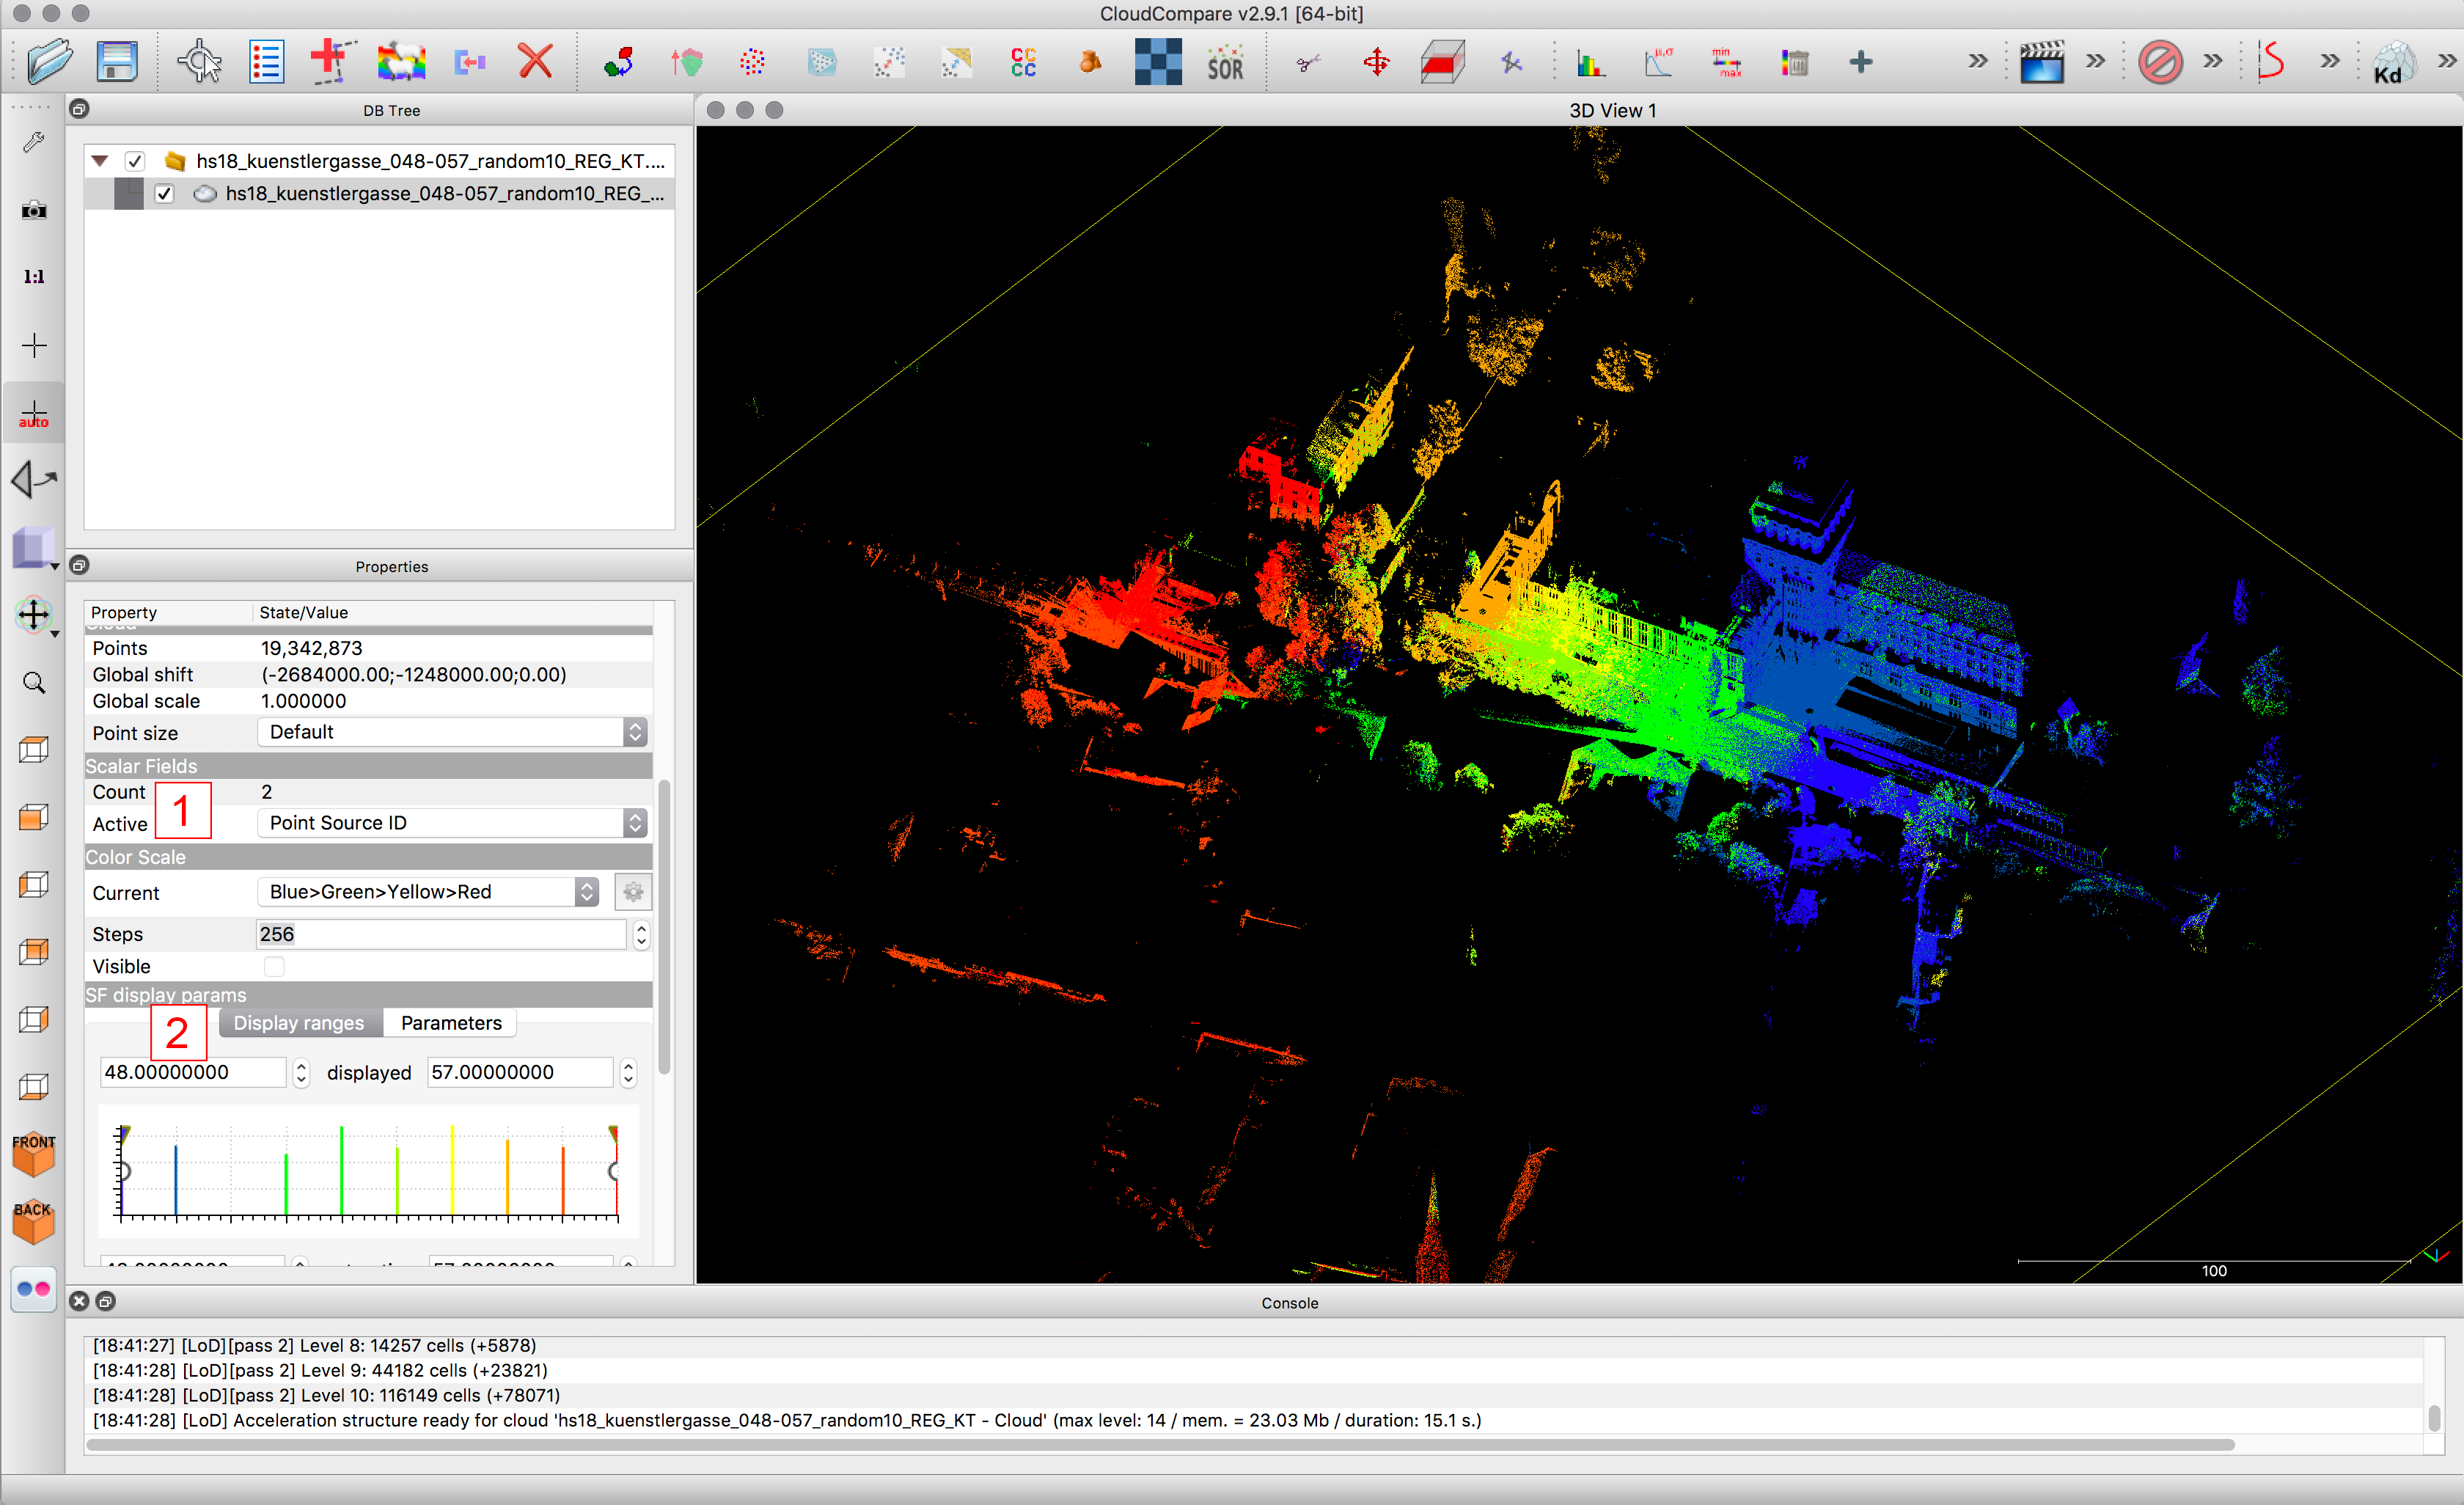 CloudCompare v2.9.1 [64-bit]
CC
CC
SOR
μ,σ
min
max
Kd
1:1
auto
FRONT
BACK
DB Tree
hs18_kuenstlergasse_048-057_random10_REG_KT....
hs18_kuenstlergasse_048-057_random10_REG_...
Properties
Property State/Value
Cloud
Points 19,342,873
Global shift (-2684000.00;-1248000.00;0.00)
Global scale 1.000000
Point size Default
Scalar Fields
Count 2
1
Active Point Source ID
Color Scale
Current Blue>Green>Yellow>Red
Steps 256
Visible
SF display params
2
Display ranges Parameters
48.00000000 displayed 57.00000000
3D View 1
100
Console
[18:41:27] [LoD][pass 2] Level 8: 14257 cells (+5878)
[18:41:28] [LoD][pass 2] Level 9: 44182 cells (+23821)
[18:41:28] [LoD][pass 2] Level 10: 116149 cells (+78071)
[18:41:28] [LoD] Acceleration structure ready for cloud 'hs18_kuenstlergasse_048-057_random10_REG_KT - Cloud' (max level: 14 / mem. = 23.03 Mb / duration: 15.1 s.)